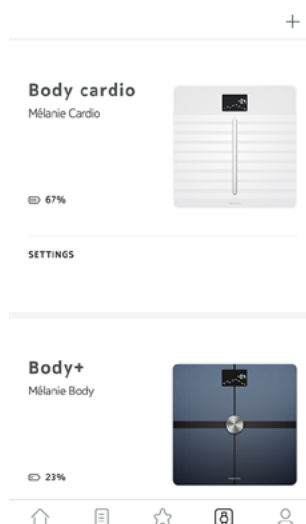 Body cardio
Mélanie Cardio
67%
SETTINGS
Body+
Mélanie Body
23%